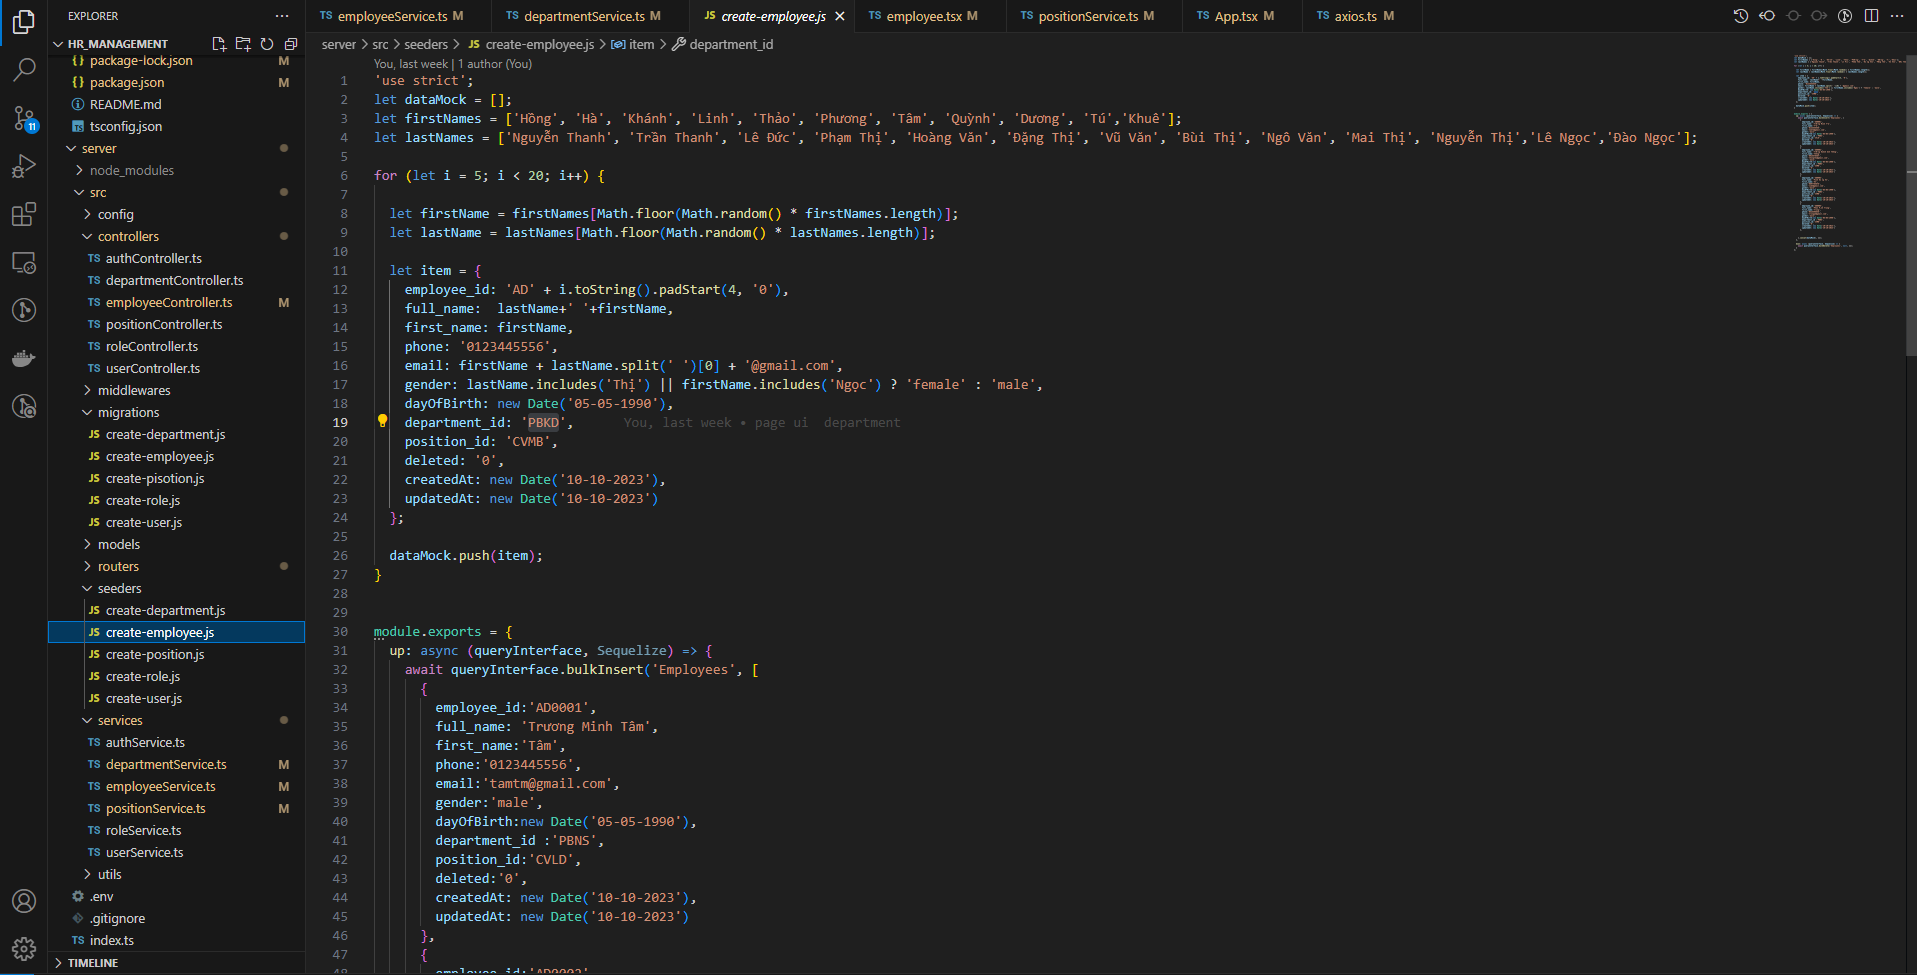 EXPLORER
HR_MANAGEMENT
package-lock.json M
package.json M
README.md
tsconfig.json
server
node_modules
src
config
controllers
authController.ts
departmentController.ts
employeeController.ts M
positionController.ts
roleController.ts
userController.ts
middlewares
migrations
create-department.js
create-employee.js
create-pisotion.js
create-role.js
create-user.js
models
routers
seeders
create-department.js
create-employee.js
create-position.js
create-role.js
create-user.js
services
authService.ts
departmentService.ts M
employeeService.ts M
positionService.ts M
roleService.ts
userService.ts
utils
.env
.gitignore
index.ts
TIMELINE
11
TS employeeService.ts M TS departmentService.ts M JS create-employee.js TS employee.tsx M TS positionService.ts M TS App.tsx M TS axios.ts M
server > src > seeders > JS create-employee.js > item > department_id
You, last week | 1 author (You)
1 'use strict';
2 let dataMock = [];
3 let firstNames = ['Hồng', 'Hà', 'Khánh', 'Linh', 'Thảo', 'Phương', 'Tâm', 'Quỳnh', 'Dương', 'Tú','Khuê'];
4 let lastNames = ['Nguyễn Thanh', 'Trần Thanh', 'Lê Đức', 'Phạm Thị', 'Hoàng Văn', 'Đặng Thị', 'Vũ Văn', 'Bùi Thị', 'Ngô Văn', 'Mai Thị', 'Nguyễn Thị','Lê Ngọc','Đào Ngọc'];
5
6 for (let i = 5; i < 20; i++) {
7
8 let firstName = firstNames[Math.floor(Math.random() * firstNames.length)];
9 let lastName = lastNames[Math.floor(Math.random() * lastNames.length)];
10
11 let item = {
12 employee_id: 'AD' + i.toString().padStart(4, '0'),
13 full_name:  lastName+' '+firstName,
14 first_name: firstName,
15 phone: '0123445556',
16 email: firstName + lastName.split(' ')[0] + '@gmail.com',
17 gender: lastName.includes('Thị') || firstName.includes('Ngọc') ? 'female' : 'male',
18 dayOfBirth: new Date('05-05-1990'),
19 department_id: 'PBKD', You, last week • page ui  department
20 position_id: 'CVMB',
21 deleted: '0',
22 createdAt: new Date('10-10-2023'),
23 updatedAt: new Date('10-10-2023')
24 };
25
26 dataMock.push(item);
27 }
28
29
30 module.exports = {
31 up: async (queryInterface, Sequelize) => {
32 await queryInterface.bulkInsert('Employees', [
33 {
34 employee_id:'AD0001',
35 full_name: 'Trương Minh Tâm',
36 first_name:'Tâm',
37 phone:'0123445556',
38 email:'tamtm@gmail.com',
39 gender:'male',
40 dayOfBirth:new Date('05-05-1990'),
41 department_id :'PBNS',
42 position_id:'CVLD',
43 deleted:'0',
44 createdAt: new Date('10-10-2023'),
45 updatedAt: new Date('10-10-2023')
46 },
47 {
48 employee_id:'AD0002'